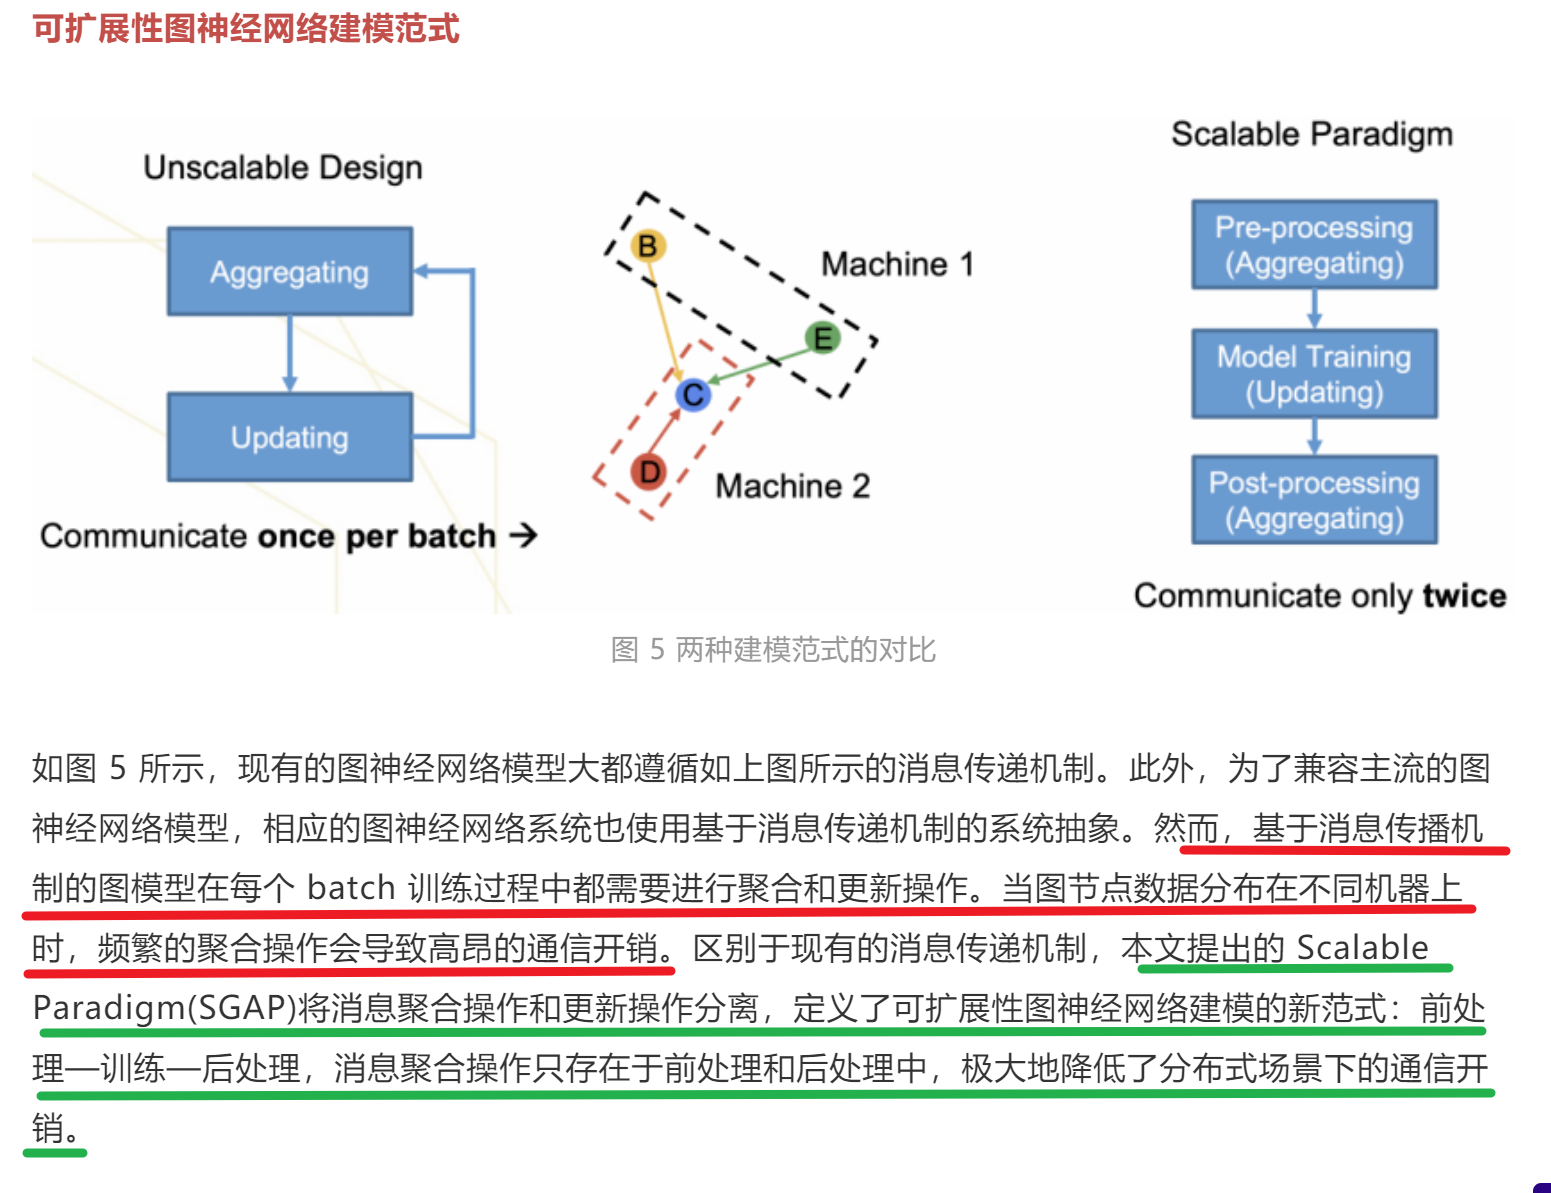 可扩展性图神经网络建模范式
Unscalable Design
Aggregating
Updating
Communicate once per batch →
B
E
C
D
Machine 1
Machine 2
Scalable Paradigm
Pre-processing
(Aggregating)
Model Training
(Updating)
Post-processing
(Aggregating)
Communicate only twice
图 5 两种建模范式的对比
如图 5 所示，现有的图神经网络模型大都遵循如上图所示的消息传递机制。此外，为了兼容主流的图
神经网络模型，相应的图神经网络系统也使用基于消息传递机制的系统抽象。然而，基于消息传播机
制的图模型在每个 batch 训练过程中都需要进行聚合和更新操作。当图节点数据分布在不同机器上
时，频繁的聚合操作会导致高昂的通信开销。区别于现有的消息传递机制，本文提出的 Scalable
Paradigm(SGAP)将消息聚合操作和更新操作分离，定义了可扩展性图神经网络建模的新范式：前处
理—训练—后处理，消息聚合操作只存在于前处理和后处理中，极大地降低了分布式场景下的通信开
销。